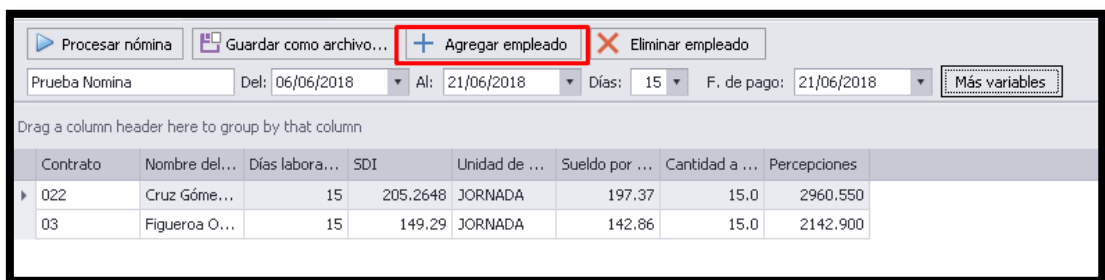 Procesar nómina Guardar como archivo... Agregar empleado Eliminar empleado
Prueba Nomina Del: 06/06/2018 Al: 21/06/2018 Días: 15 F. de pago: 21/06/2018 Más variables
Drag a column header here to group by that column
Contrato Nombre del... Días labora... SDI Unidad de ... Sueldo por ... Cantidad a ... Percepciones
022 Cruz Góme... 15 205.2648 JORNADA 197.37 15.0 2960.550
03 Figueroa O... 15 149.29 JORNADA 142.86 15.0 2142.900